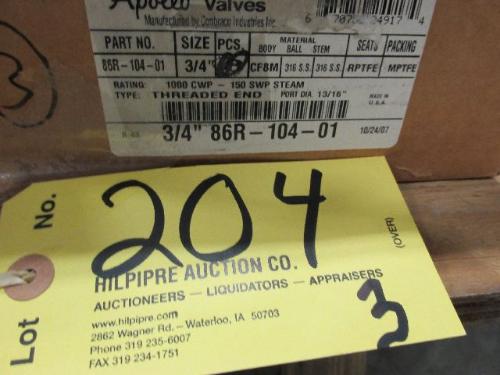 Apollo Valves
Manufactured by Conbraco Industries Inc.
PART NO. SIZE PCS. MATERIAL SEATS PACKING
BODY BALL STEM
86R-104-01 3/4" CF8M 316 S.S. 316 S.S. RPTFE MPTFE
RATING: 1000 CWP - 150 SWP STEAM
TYPE: THREADED END PORT DIA 13/16" MADE IN U.S.A.
3/4" 86R-104-01 10/24/07
3
Lot No. 204
HILPIPRE AUCTION CO.
AUCTIONEERS — LIQUIDATORS — APPRAISERS
www.hilpipre.com
2862 Wagner Rd. – Waterloo, IA 50703
Phone 319 235-6007
FAX 319 234-1751
(OVER)
3